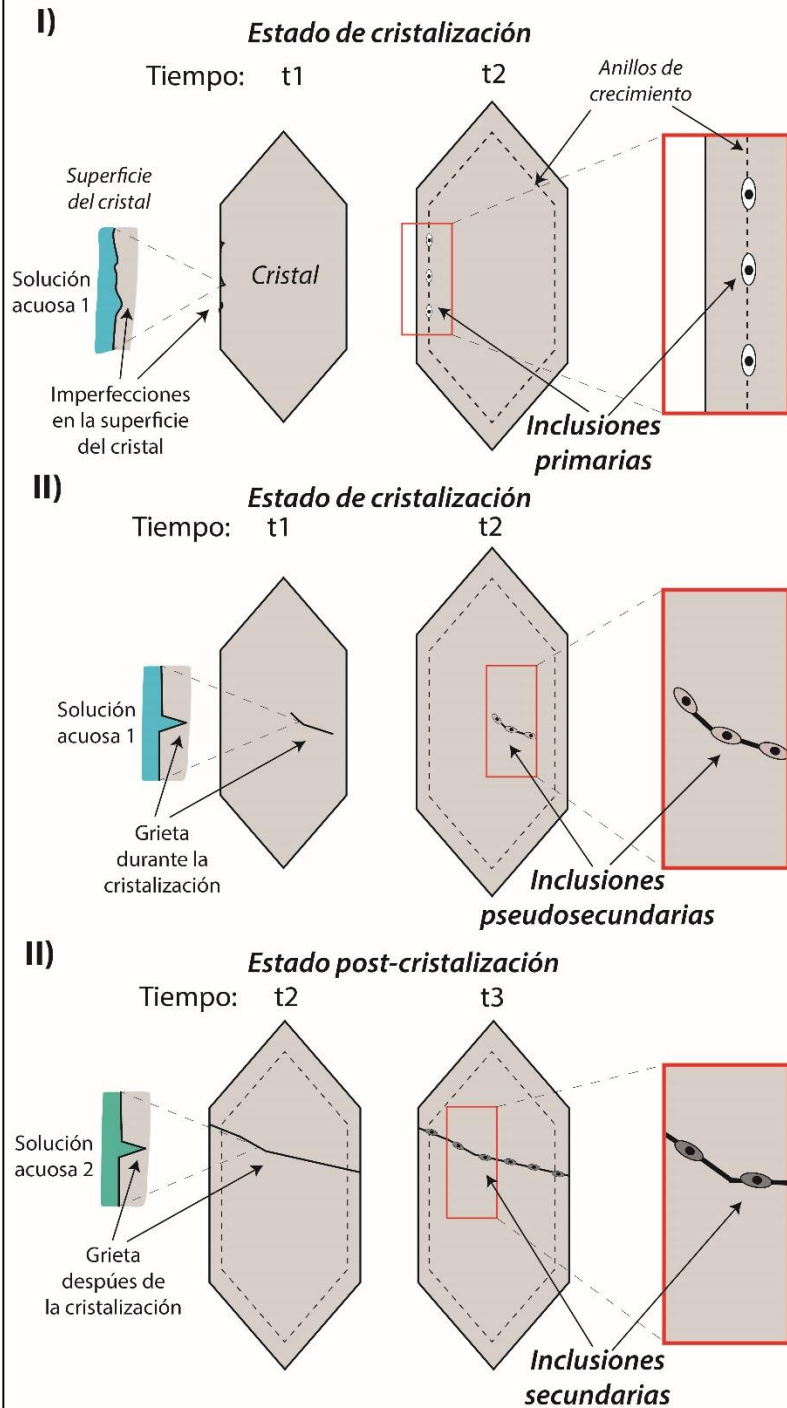 I)
Estado de cristalización
Tiempo: t1 t2
Anillos de
crecimiento
Superficie
del cristal
Solución
acuosa 1
Cristal
Imperfecciones
en la superficie
del cristal
Inclusiones
primarias
II)
Estado de cristalización
Tiempo: t1 t2
Solución
acuosa 1
Grieta
durante la
cristalización
Inclusiones
pseudosecundarias
II)
Estado post-cristalización
Tiempo: t2 t3
Solución
acuosa 2
Grieta
despúes de
la cristalización
Inclusiones
secundarias